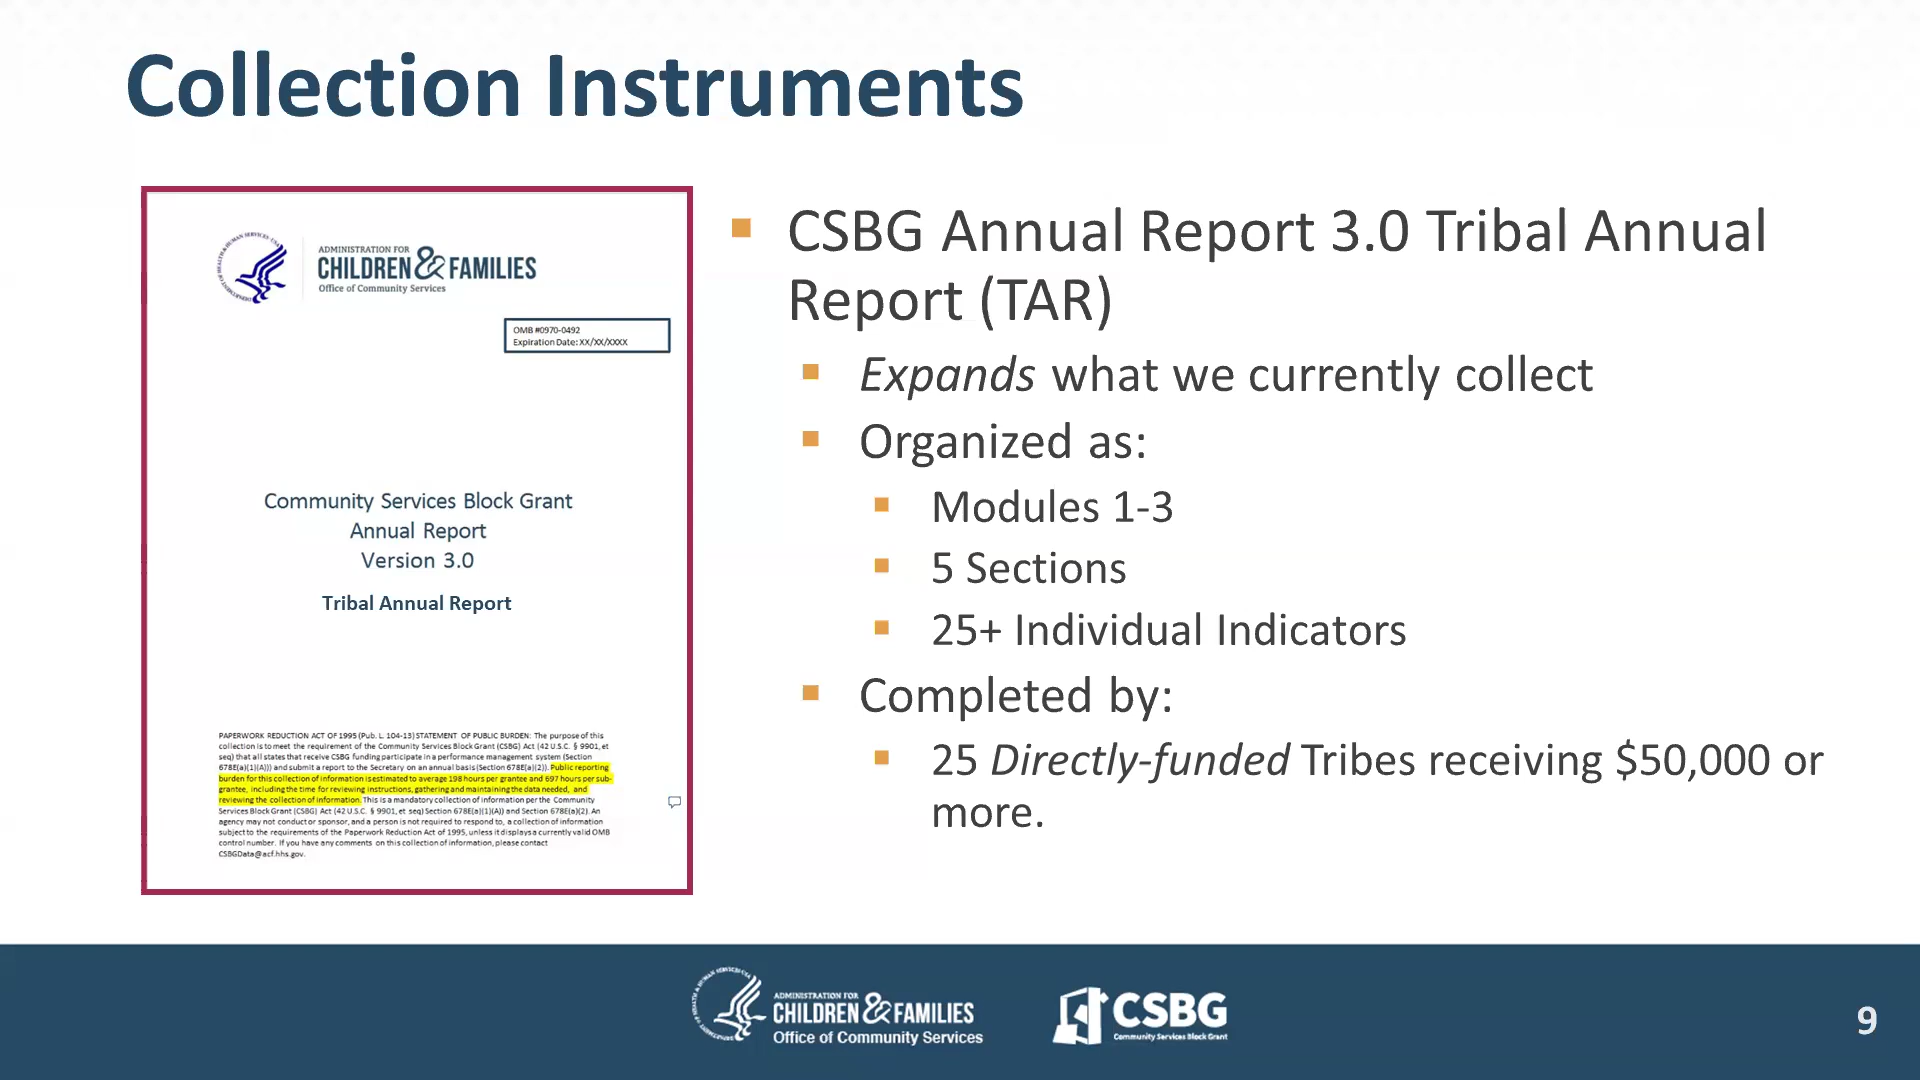 Collection Instruments
ADMINISTRATION FOR
CHILDREN & FAMILIES
Office of Community Services
OMB #0970-0492
Expiration Date: XX/XX/XXXX
Community Services Block Grant
Annual Report
Version 3.0
Tribal Annual Report
PAPERWORK REDUCTION ACT OF 1995 (Pub. L. 104-13) STATEMENT OF PUBLIC BURDEN: The purpose of this
collection is to meet the requirement of the Community Services Block Grant (CSBG) Act (42 U.S.C. § 9901, et
seq) that all states that receive CSBG funding participate in a performance management system (Section
678E(a)(1)(A)) and submit a report to the Secretary on an annual basis (Section 678E(a)(2)). Public reporting
burden for this collection of information is estimated to average 198 hours per grantee and 697 hours per sub-
grantee, including the time for reviewing instructions, gathering and maintaining the data needed, and
reviewing the collection of information. This is a mandatory collection of information per the Community
Services Block Grant (CSBG) Act (42 U.S.C. § 9901, et seq) Section 678E(a)(1)(A)) and Section 678E(a)(2). An
agency may not conduct or sponsor, and a person is not required to respond to, a collection of information
subject to the requirements of the Paperwork Reduction Act of 1995, unless it displays a currently valid OMB
control number. If you have any comments on this collection of information, please contact
CSBGData@acf.hhs.gov.
CSBG Annual Report 3.0 Tribal Annual
Report (TAR)
Expands what we currently collect
Organized as:
Modules 1-3
5 Sections
25+ Individual Indicators
Completed by:
25 Directly-funded Tribes receiving $50,000 or
more.
ADMINISTRATION FOR
CHILDREN & FAMILIES
Office of Community Services
CSBG
Community Services Block Grant
9